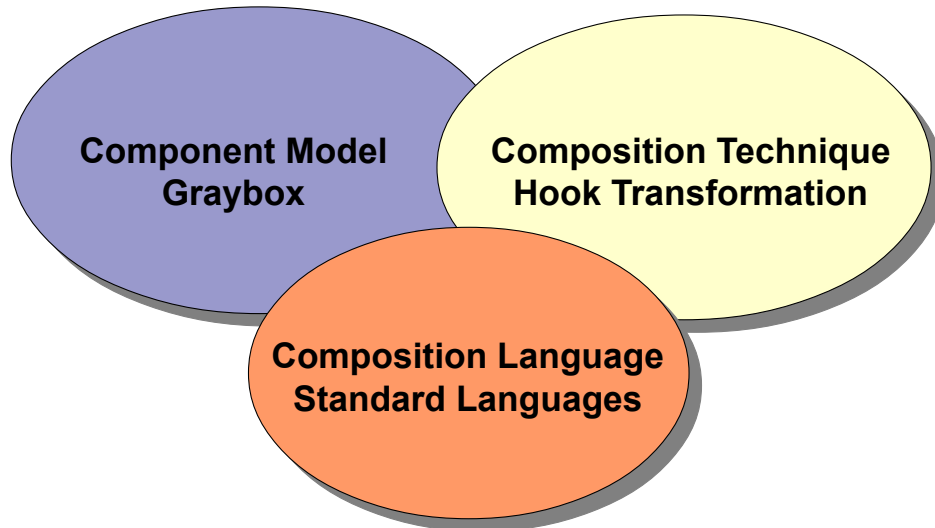 Component Model
Graybox
Composition Technique
Hook Transformation
Composition Language
Standard Languages